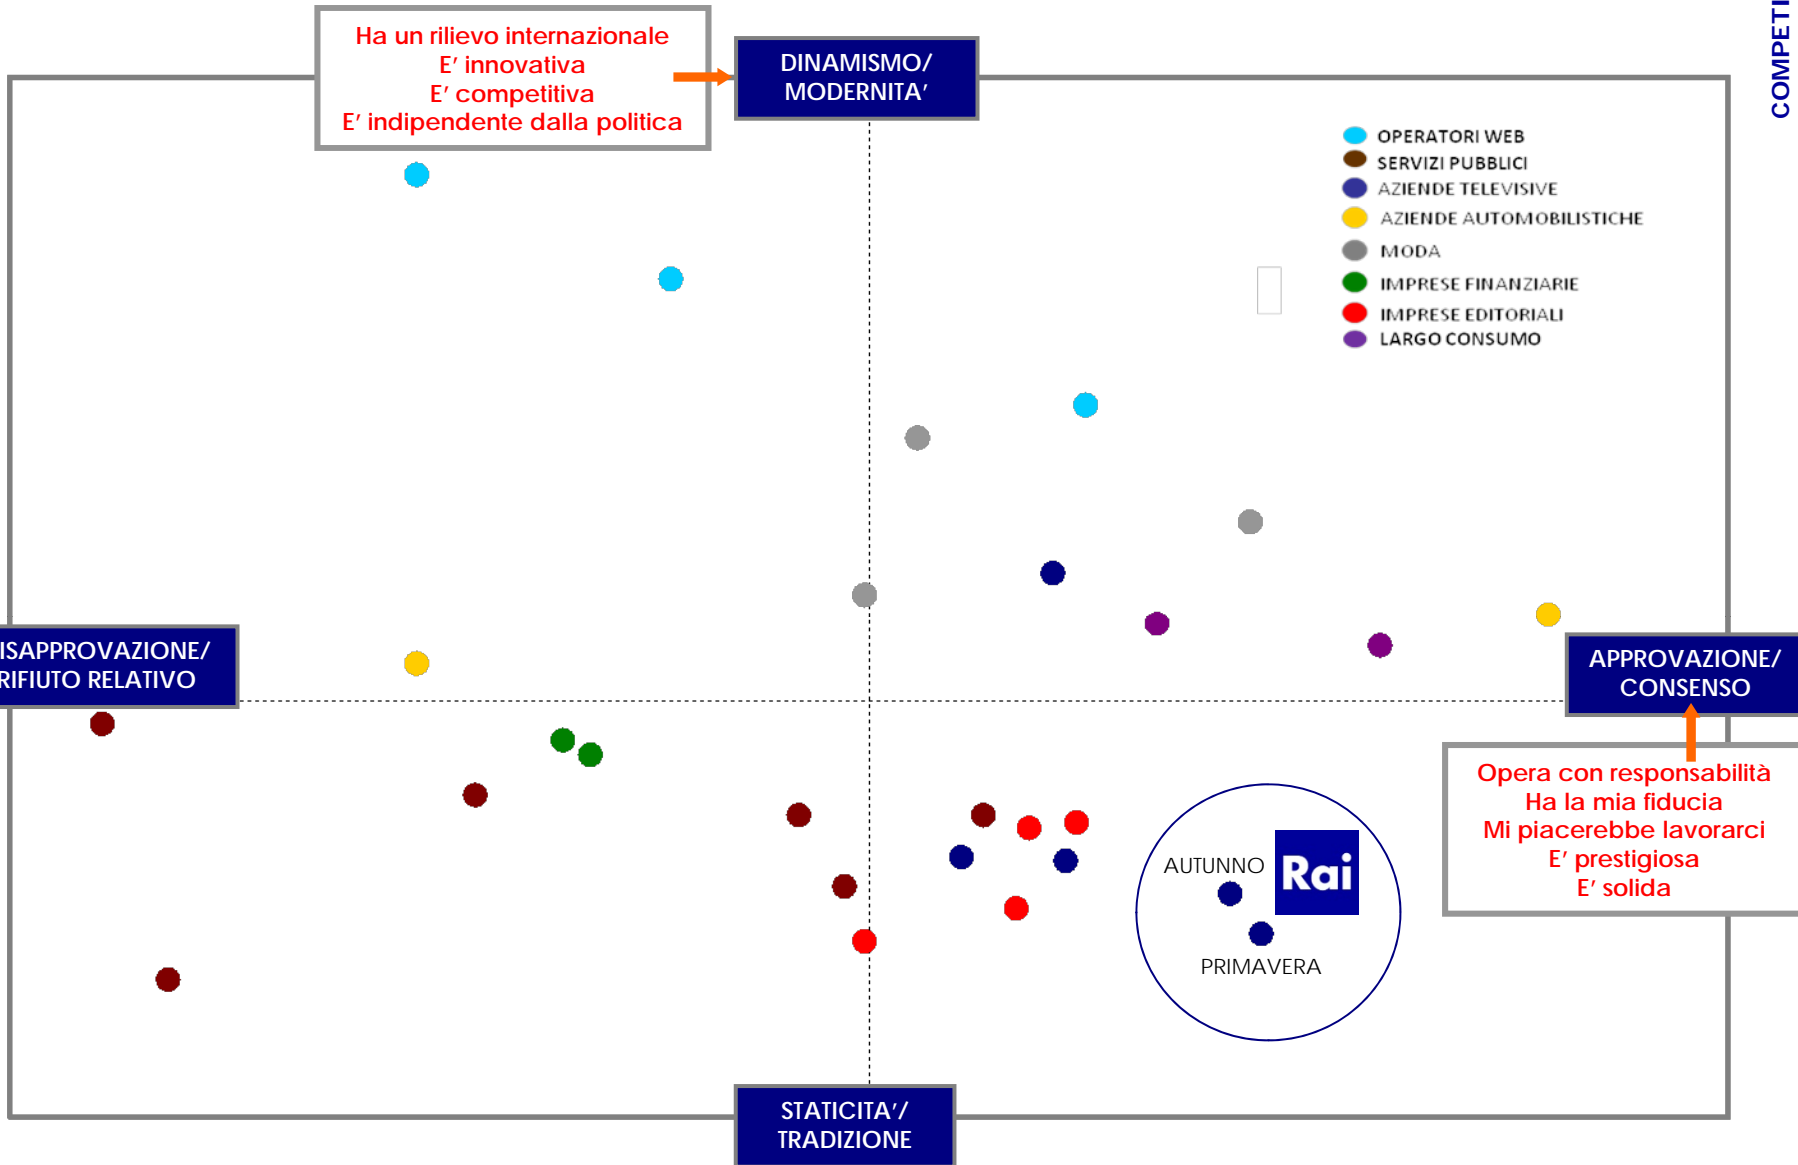 COMPETI
Ha un rilievo internazionale
E' innovativa
E' competitiva
E' indipendente dalla politica
DINAMISMO/
MODERNITA'
OPERATORI WEB
SERVIZI PUBBLICI
AZIENDE TELEVISIVE
AZIENDE AUTOMOBILISTICHE
MODA
IMPRESE FINANZIARIE
IMPRESE EDITORIALI
LARGO CONSUMO
ISAPPROVAZIONE/
RIFIUTO RELATIVO
APPROVAZIONE/
CONSENSO
Opera con responsabilità
Ha la mia fiducia
Mi piacerebbe lavorarci
E' prestigiosa
E' solida
AUTUNNO
Rai
PRIMAVERA
STATICITA'/
TRADIZIONE